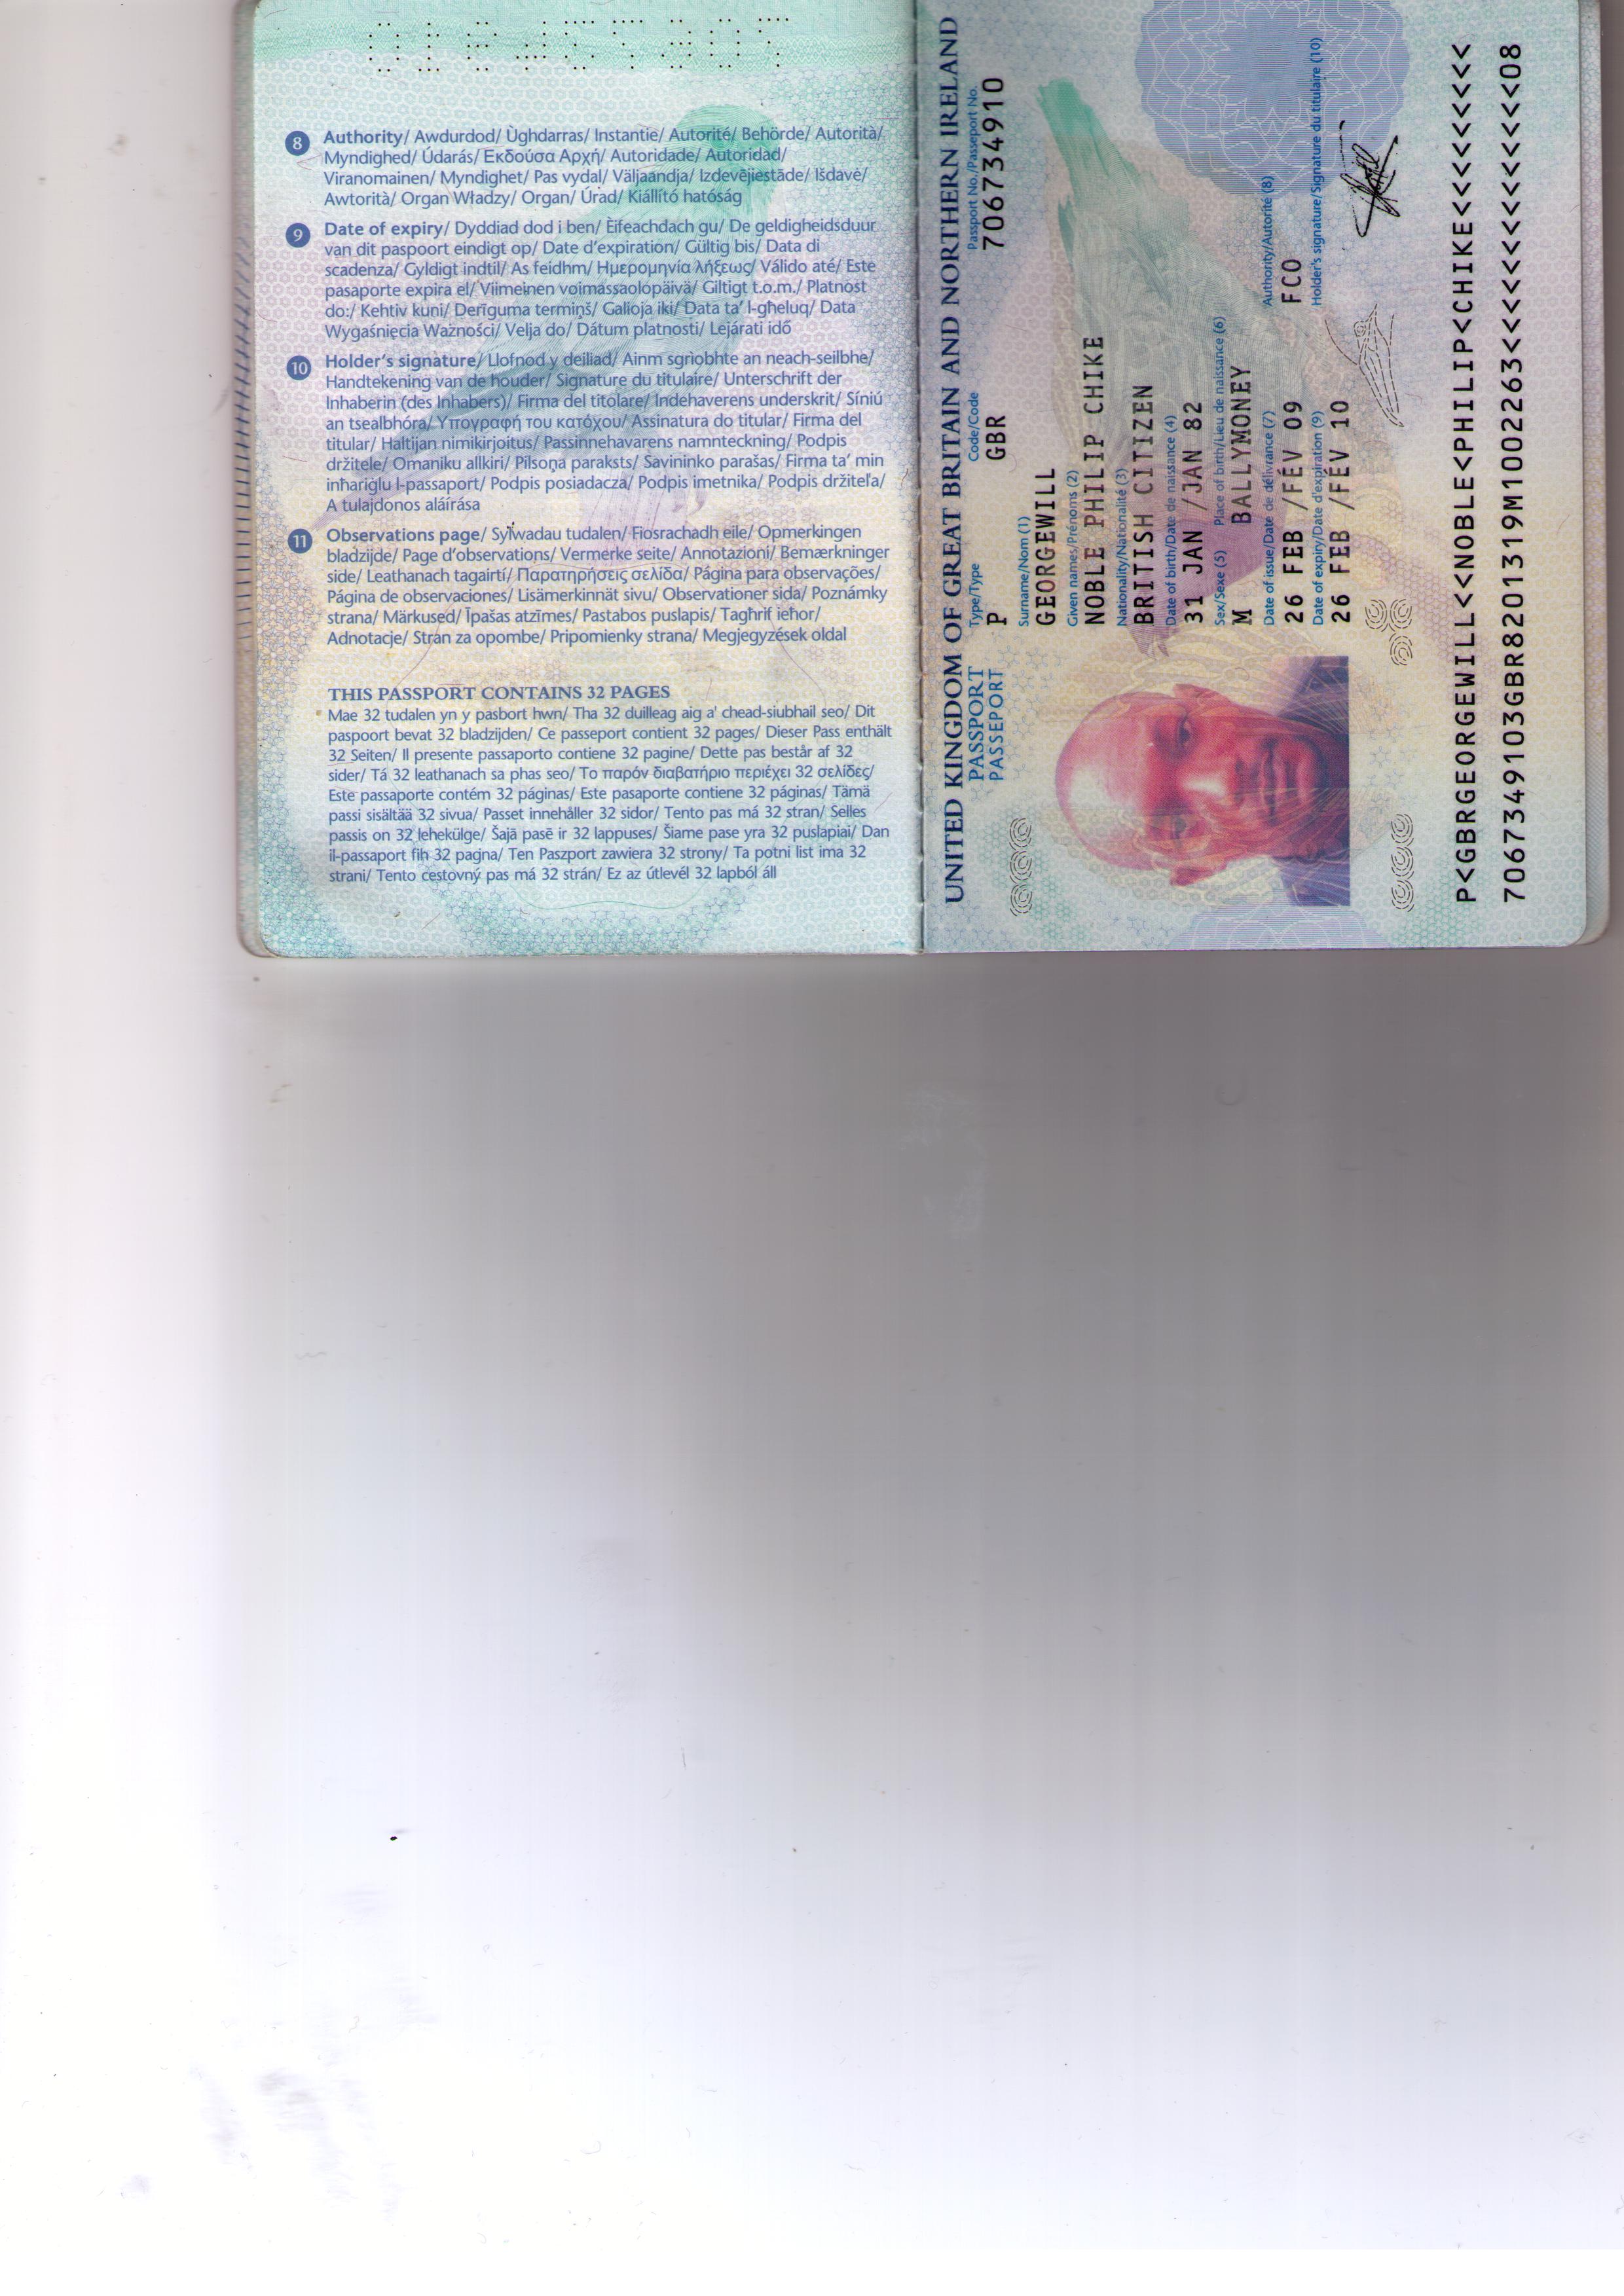 8 Authority/ Awdurdod/ Ùghdarras/ Instantie/ Autorité/ Behörde/ Autorità/
Myndighed/ Údarás/ Εκδούσα Αρχή/ Autoridade/ Autoridad/
Viranomainen/ Myndighet/ Pas vydal/ Väljaandja/ Izdevējiestāde/ Išdavė/
Awtorità/ Organ Władzy/ Organ/ Úrad/ Kiállító hatóság
9 Date of expiry/ Dyddiad dod i ben/ Èifeachdach gu/ De geldigheidsduur
van dit paspoort eindigt op/ Date d'expiration/ Gültig bis/ Data di
scadenza/ Gyldigt indtil/ As feidhm/ Ημερομηνία λήξεως/ Válido até/ Este
pasaporte expira el/ Viimeinen voimassaolopäivä/ Giltigt t.o.m./ Platnost
do:/ Kehtiv kuni/ Derīguma termiņš/ Galioja iki/ Data ta' l-għeluq/ Data
Wygaśnięcia Ważności/ Velja do/ Dátum platnosti/ Lejárati idő
10 Holder's signature/ Llofnod y deiliad/ Ainm sgrìobhte an neach-seilbhe/
Handtekening van de houder/ Signature du titulaire/ Unterschrift der
Inhaberin (des Inhabers)/ Firma del titolare/ Indehaverens underskrift/ Síniú
an tsealbhóra/ Υπογραφή του κατόχου/ Assinatura do titular/ Firma del
titular/ Haltijan nimikirjoitus/ Passinnehavarens namnteckning/ Podpis
držitele/ Omaniku allkiri/ Pilsoņa paraksts/ Savininko parašas/ Firma ta' min
inħariġlu l-passaport/ Podpis posiadacza/ Podpis imetnika/ Podpis držiteľa/
A tulajdonos aláírása
11 Observations page/ Sylwadau tudalen/ Fiosrachadh eile/ Opmerkingen
bladzijde/ Page d'observations/ Vermerke seite/ Annotazioni/ Bemærkninger
side/ Leathanach tagairtí/ Παρατηρήσεις σελίδα/ Página para observações/
Página de observaciones/ Lisämerkinnät sivu/ Observationer sida/ Poznámky
strana/ Märkused/ Īpašas atzīmes/ Pastabos puslapis/ Tagħrif ieħor/
Adnotacje/ Stran za opombe/ Pripomienky strana/ Megjegyzések oldal
THIS PASSPORT CONTAINS 32 PAGES
Mae 32 tudalen yn y pasbort hwn/ Tha 32 duilleag aig a' chead-siubhail seo/ Dit
paspoort bevat 32 bladzijden/ Ce passeport contient 32 pages/ Dieser Pass enthält
32 Seiten/ Il presente passaporto contiene 32 pagine/ Dette pas består af 32
sider/ Tá 32 leathanach sa phas seo/ Το παρόν διαβατήριο περιέχει 32 σελίδες/
Este passaporte contém 32 páginas/ Este pasaporte contiene 32 páginas/ Tämä
passi sisältää 32 sivua/ Passet innehåller 32 sidor/ Tento pas má 32 stran/ Selles
passis on 32 lehekülge/ Šajā pasē ir 32 lappuses/ Šiame pase yra 32 puslapiai/ Dan
il-passaport fih 32 paġna/ Ten Paszport zawiera 32 strony/ Ta potni list ima 32
strani/ Tento cestovný pas má 32 strán/ Ez az útlevél 32 lapból áll
UNITED KINGDOM OF GREAT BRITAIN AND NORTHERN IRELAND
PASSPORT Type/Type Code/Code Passport No./Passeport No.
PASSEPORT P GBR 706734910
Surname/Nom (1)
GEORGEWILL
Given names/Prénoms (2)
NOBLE PHILIP CHIKE
Nationality/Nationalité (3)
BRITISH CITIZEN
Date of birth/Date de naissance (4)
31 JAN /JAN 82
Sex/Sexe (5) Place of birth/Lieu de naissance (6)
M BALLYMONEY
Date of issue/Date de délivrance (7) Authority/Autorité (8)
26 FEB /FÉV 09 FCO
Date of expiry/Date d'expiration (9) Holder's signature/Signature du titulaire (10)
26 FEB /FÉV 10
P<GBRGEORGEWILL<<NOBLE<PHILIP<CHIKE<<<<<<<<<
7067349103GBR8201319M1002263<<<<<<<<<<<<<<08